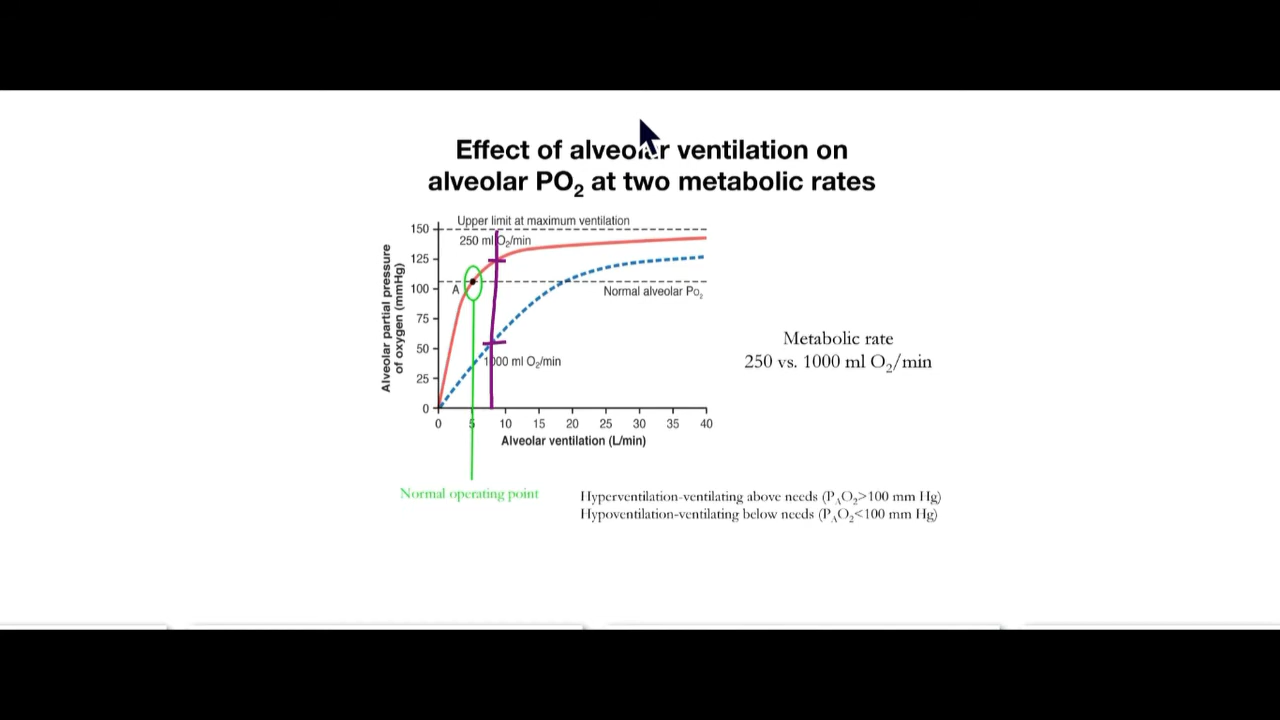 Effect of alveolar ventilation on
alveolar PO₂ at two metabolic rates
Upper limit at maximum ventilation
250 ml O₂/min
150
125
100
75
50
25
0
A
Normal alveolar Po₂
1000 ml O₂/min
Alveolar partial pressure
of oxygen (mmHg)
0 5 10 15 20 25 30 35 40
Alveolar ventilation (L/min)
Metabolic rate
250 vs. 1000 ml O₂/min
Normal operating point
Hyperventilation-ventilating above needs (PAO₂>100 mm Hg)
Hypoventilation-ventilating below needs (PAO₂<100 mm Hg)